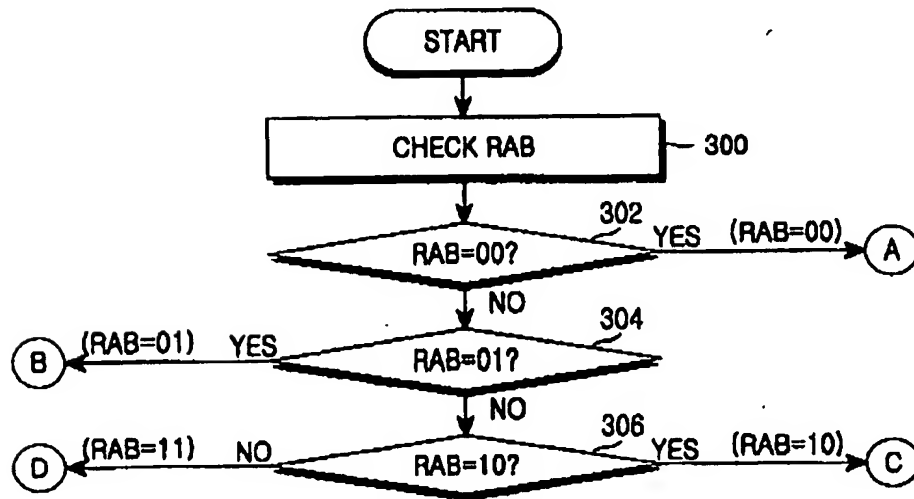 START
CHECK RAB
300
302
RAB=00?
YES (RAB=00)
A
NO
304
B
(RAB=01) YES
RAB=01?
NO
306
D
(RAB=11) NO
RAB=10?
YES (RAB=10)
C